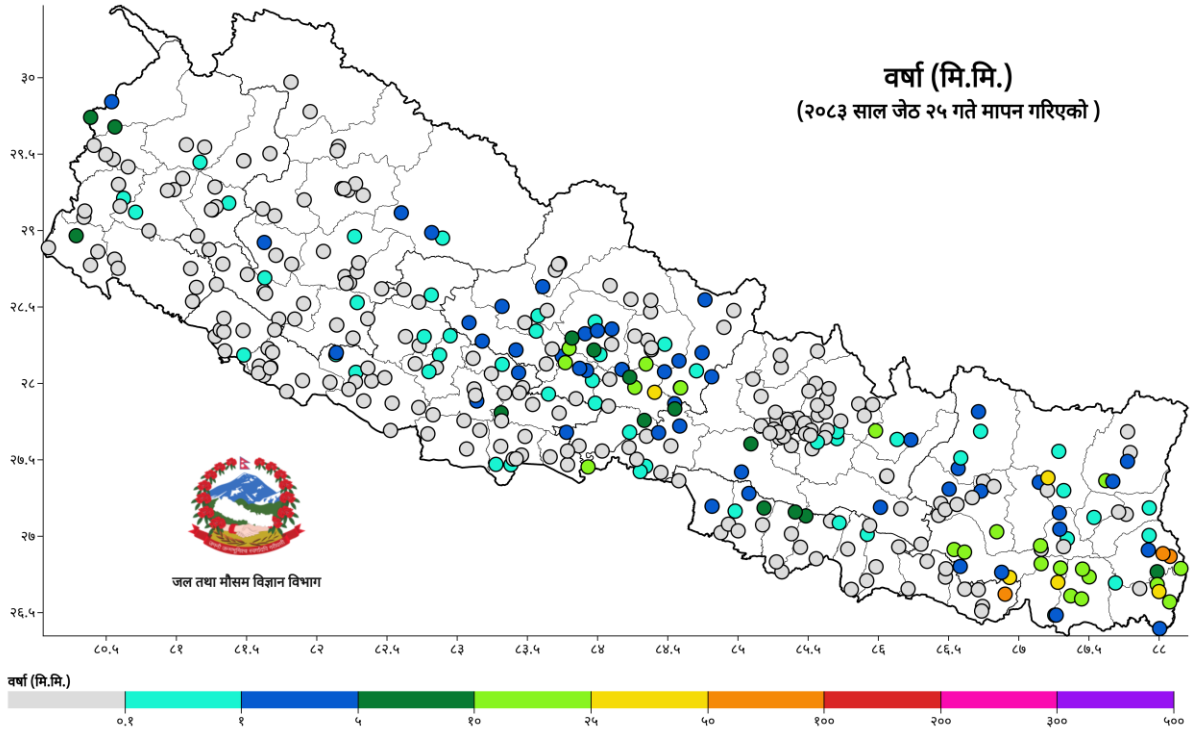 वर्षा (मि.मि.)
(२०८३ साल जेठ २५ गते मापन गरिएको )
३०
२९.५
२९
२८.५
२८
२७.५
२७
२६.५
जल तथा मौसम विज्ञान विभाग
८०.५ ८१ ८१.५ ८२ ८२.५ ८३ ८३.५ ८४ ८४.५ ८५ ८५.५ ८६ ८६.५ ८७ ८७.५ ८८
वर्षा (मि.मि.)
०.१ १ ५ १० २५ ५० १०० २०० ३०० ५००